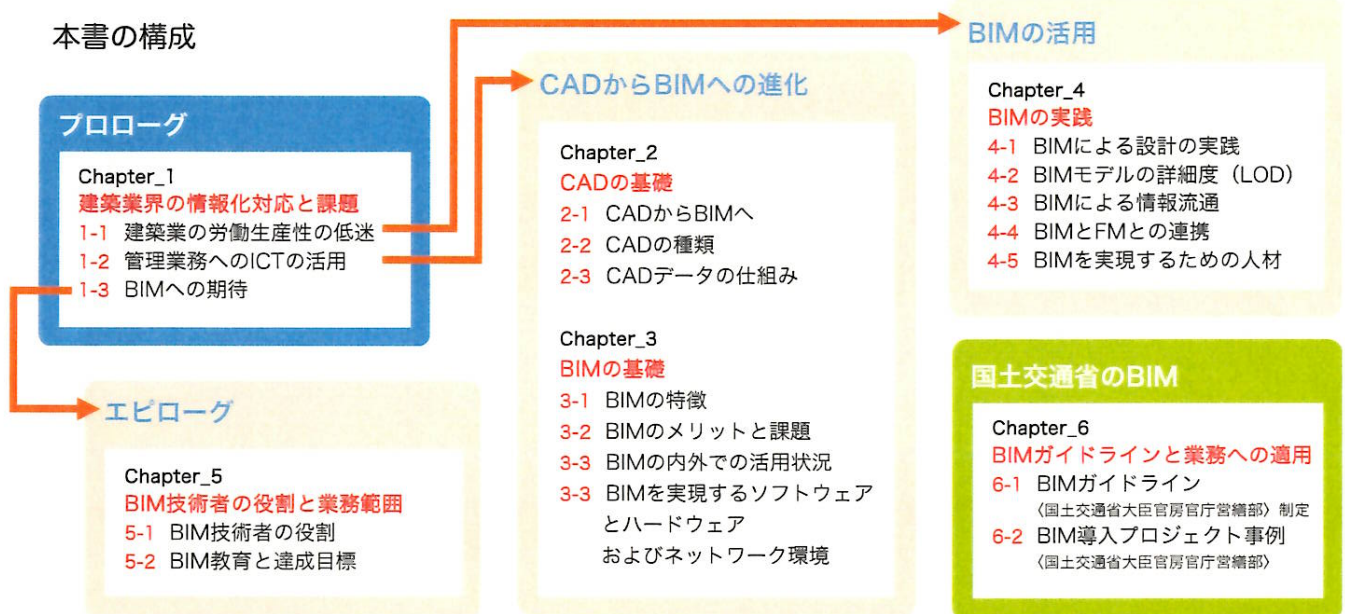 本書の構成
プロローグ
Chapter_1
建築業界の情報化対応と課題
1-1 建築業の労働生産性の低迷
1-2 管理業務へのICTの活用
1-3 BIMへの期待
エピローグ
Chapter_5
BIM技術者の役割と業務範囲
5-1 BIM技術者の役割
5-2 BIM教育と達成目標
CADからBIMへの進化
Chapter_2
CADの基礎
2-1 CADからBIMへ
2-2 CADの種類
2-3 CADデータの仕組み
Chapter_3
BIMの基礎
3-1 BIMの特徴
3-2 BIMのメリットと課題
3-3 BIMの内外での活用状況
3-3 BIMを実現するソフトウェア
とハードウェア
およびネットワーク環境
BIMの活用
Chapter_4
BIMの実践
4-1 BIMによる設計の実践
4-2 BIMモデルの詳細度（LOD）
4-3 BIMによる情報流通
4-4 BIMとFMとの連携
4-5 BIMを実現するための人材
国土交通省のBIM
Chapter_6
BIMガイドラインと業務への適用
6-1 BIMガイドライン
〈国土交通省大臣官房官庁営繕部〉制定
6-2 BIM導入プロジェクト事例
〈国土交通省大臣官房官庁営繕部〉